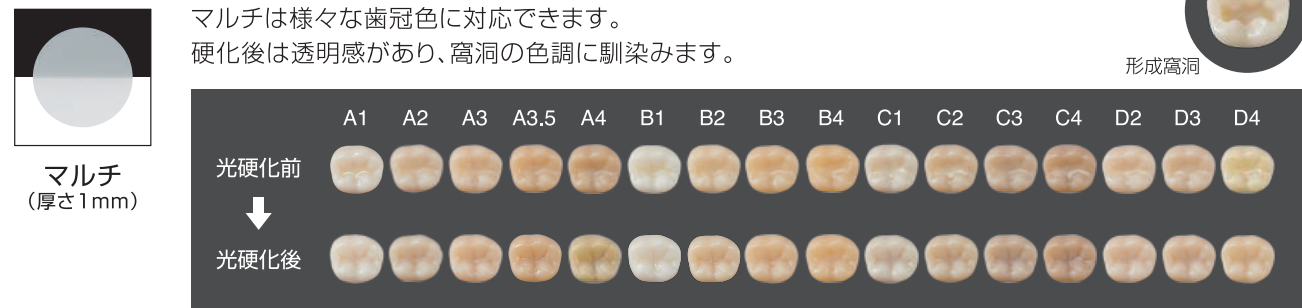 マルチは様々な歯冠色に対応できます。
硬化後は透明感があり、窩洞の色調に馴染みます。
形成窩洞
マルチ
（厚さ1mm）
A1 A2 A3 A3.5 A4 B1 B2 B3 B4 C1 C2 C3 C4 D2 D3 D4
光硬化前
光硬化後